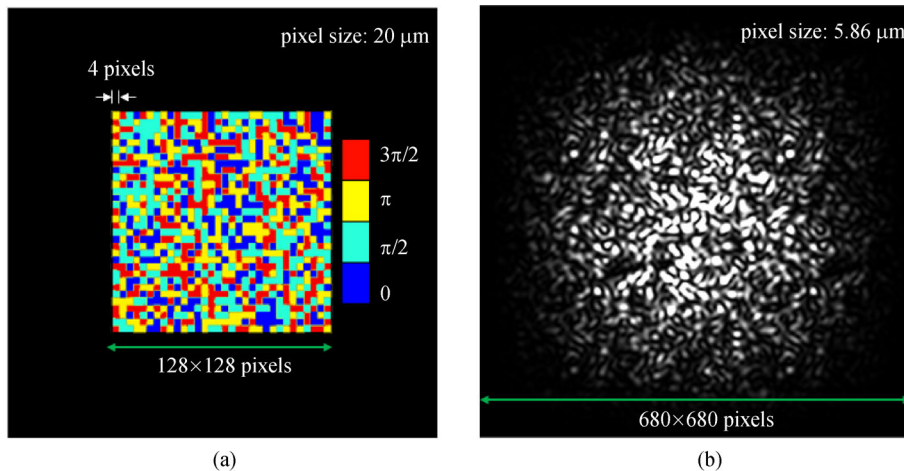 pixel size: 20 μm
4 pixels
3π/2
π
π/2
0
128×128 pixels
(a)
pixel size: 5.86 μm
680×680 pixels
(b)